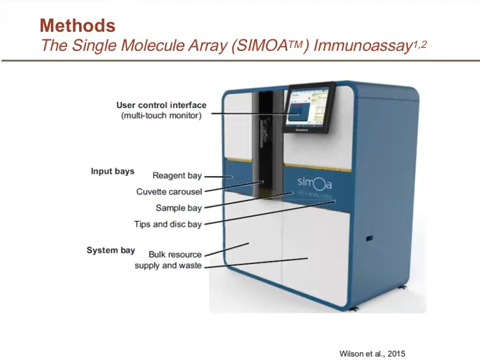 Methods
The Single Molecule Array (SIMOA™) Immunoassay1,2
User control interface
(multi-touch monitor)
Input bays
Reagent bay
Cuvette carousel
Sample bay
Tips and disc bay
System bay
Bulk resource
supply and waste
simoa
Wilson et al., 2015